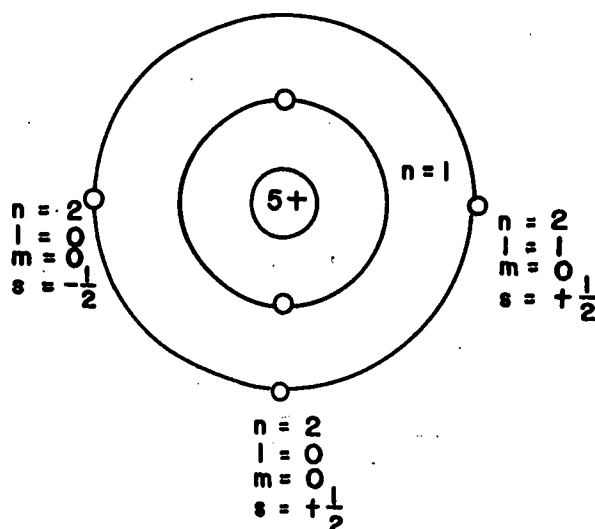 5+
n = 1
n = 2
l = 0
m = 0
s = -1/2
n = 2
l = 1
m = 0
s = +1/2
n = 2
l = 0
m = 0
s = +1/2